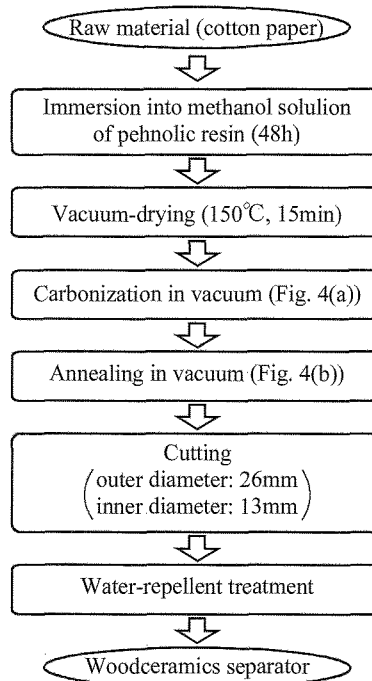 Raw material (cotton paper)
Immersion into methanol solulion
of pehnolic resin (48h)
Vacuum-drying (150℃, 15min)
Carbonization in vacuum (Fig. 4(a))
Annealing in vacuum (Fig. 4(b))
Cutting
(outer diameter: 26mm
inner diameter: 13mm)
Water-repellent treatment
Woodceramics separator